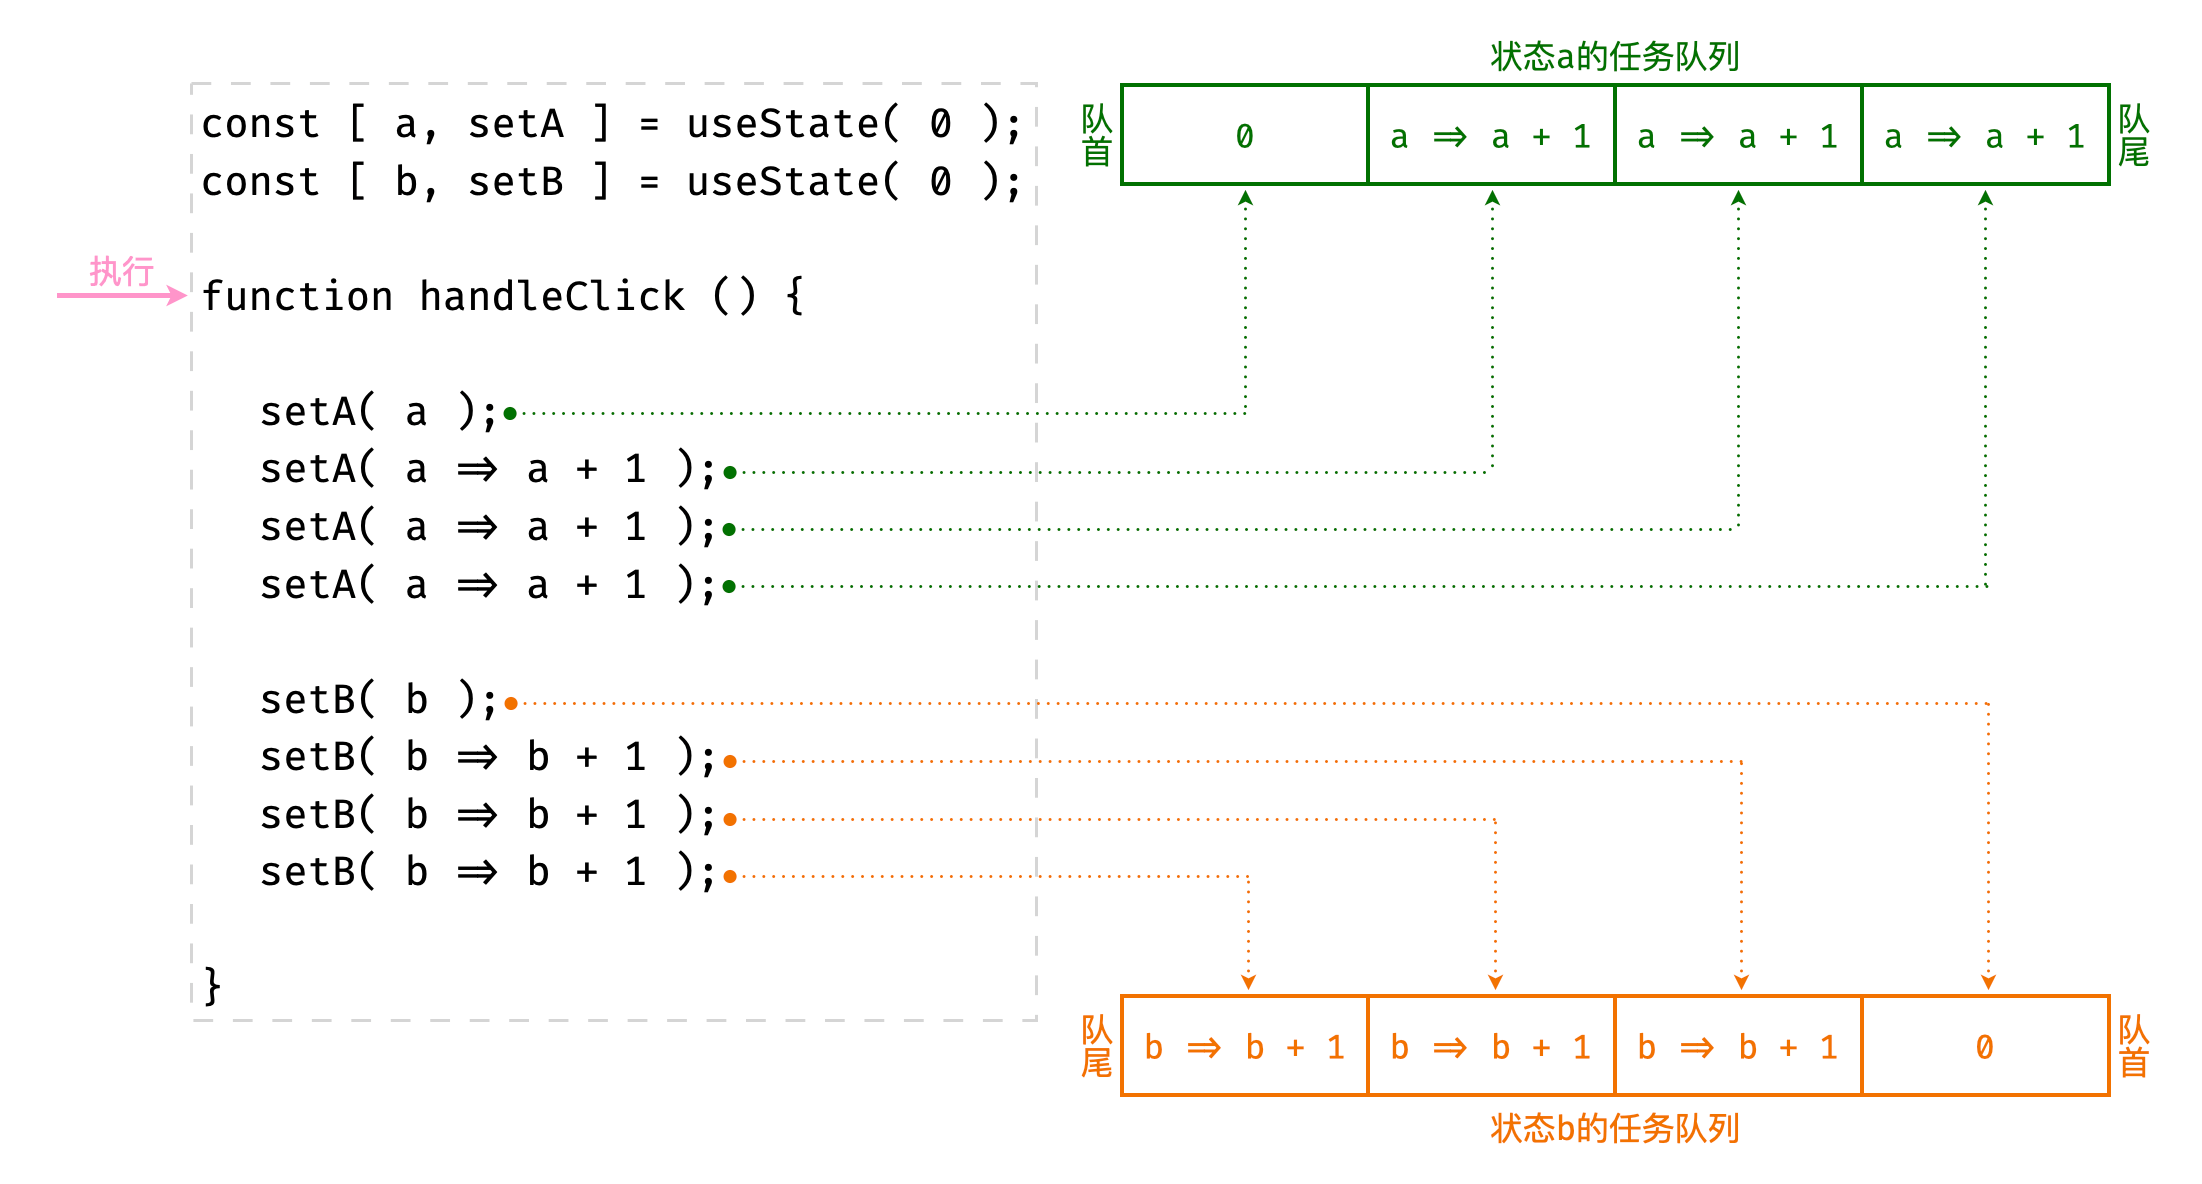 const [ a, setA ] = useState( 0 );
const [ b, setB ] = useState( 0 );
执行
function handleClick () {
setA( a );
setA( a => a + 1 );
setA( a => a + 1 );
setA( a => a + 1 );
setB( b );
setB( b => b + 1 );
setB( b => b + 1 );
setB( b => b + 1 );
}
状态a的任务队列
队首
0
a => a + 1
a => a + 1
a => a + 1
队尾
队尾
b => b + 1
b => b + 1
b => b + 1
0
队首
状态b的任务队列